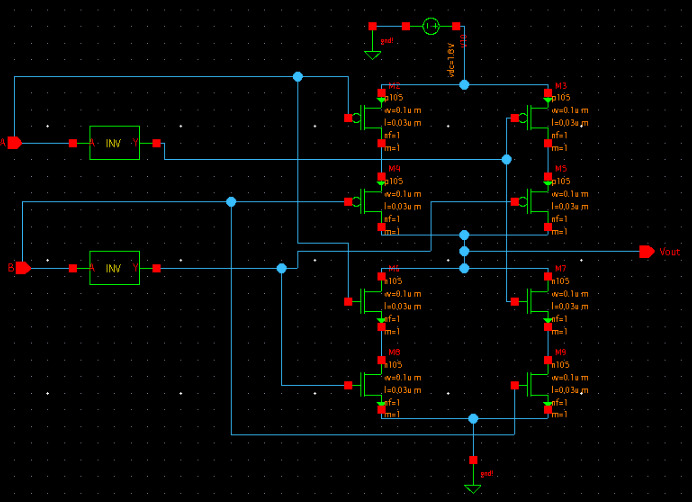 gnd!
V10
vdc=1.8 V
M2
p105
w=0.1u m
l=0.03u m
nf=1
m=1
M3
p105
w=0.1u m
l=0.03u m
nf=1
m=1
A
A INV Y
M4
p105
w=0.1u m
l=0.03u m
nf=1
m=1
M5
p105
w=0.1u m
l=0.03u m
nf=1
m=1
Vout
B
A INV Y
n105
w=0.1u m
l=0.03u m
nf=1
m=1
M7
n105
w=0.1u m
l=0.03u m
nf=1
m=1
M8
n105
w=0.1u m
l=0.03u m
nf=1
m=1
M9
n105
w=0.1u m
l=0.03u m
nf=1
m=1
gnd!